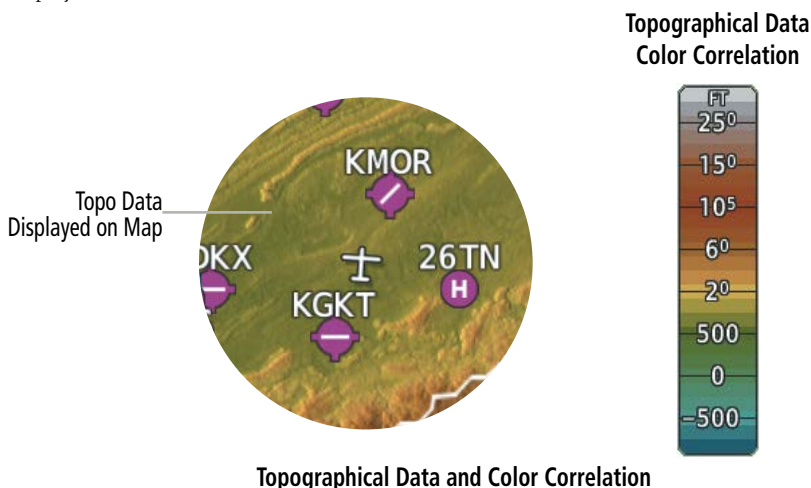 Topographical Data
Color Correlation
FT
25⁰
15⁰
10⁵
6⁰
2⁰
500
0
-500
KMOR
Topo Data
Displayed on Map
26TN
H
KGKT
Topographical Data and Color Correlation